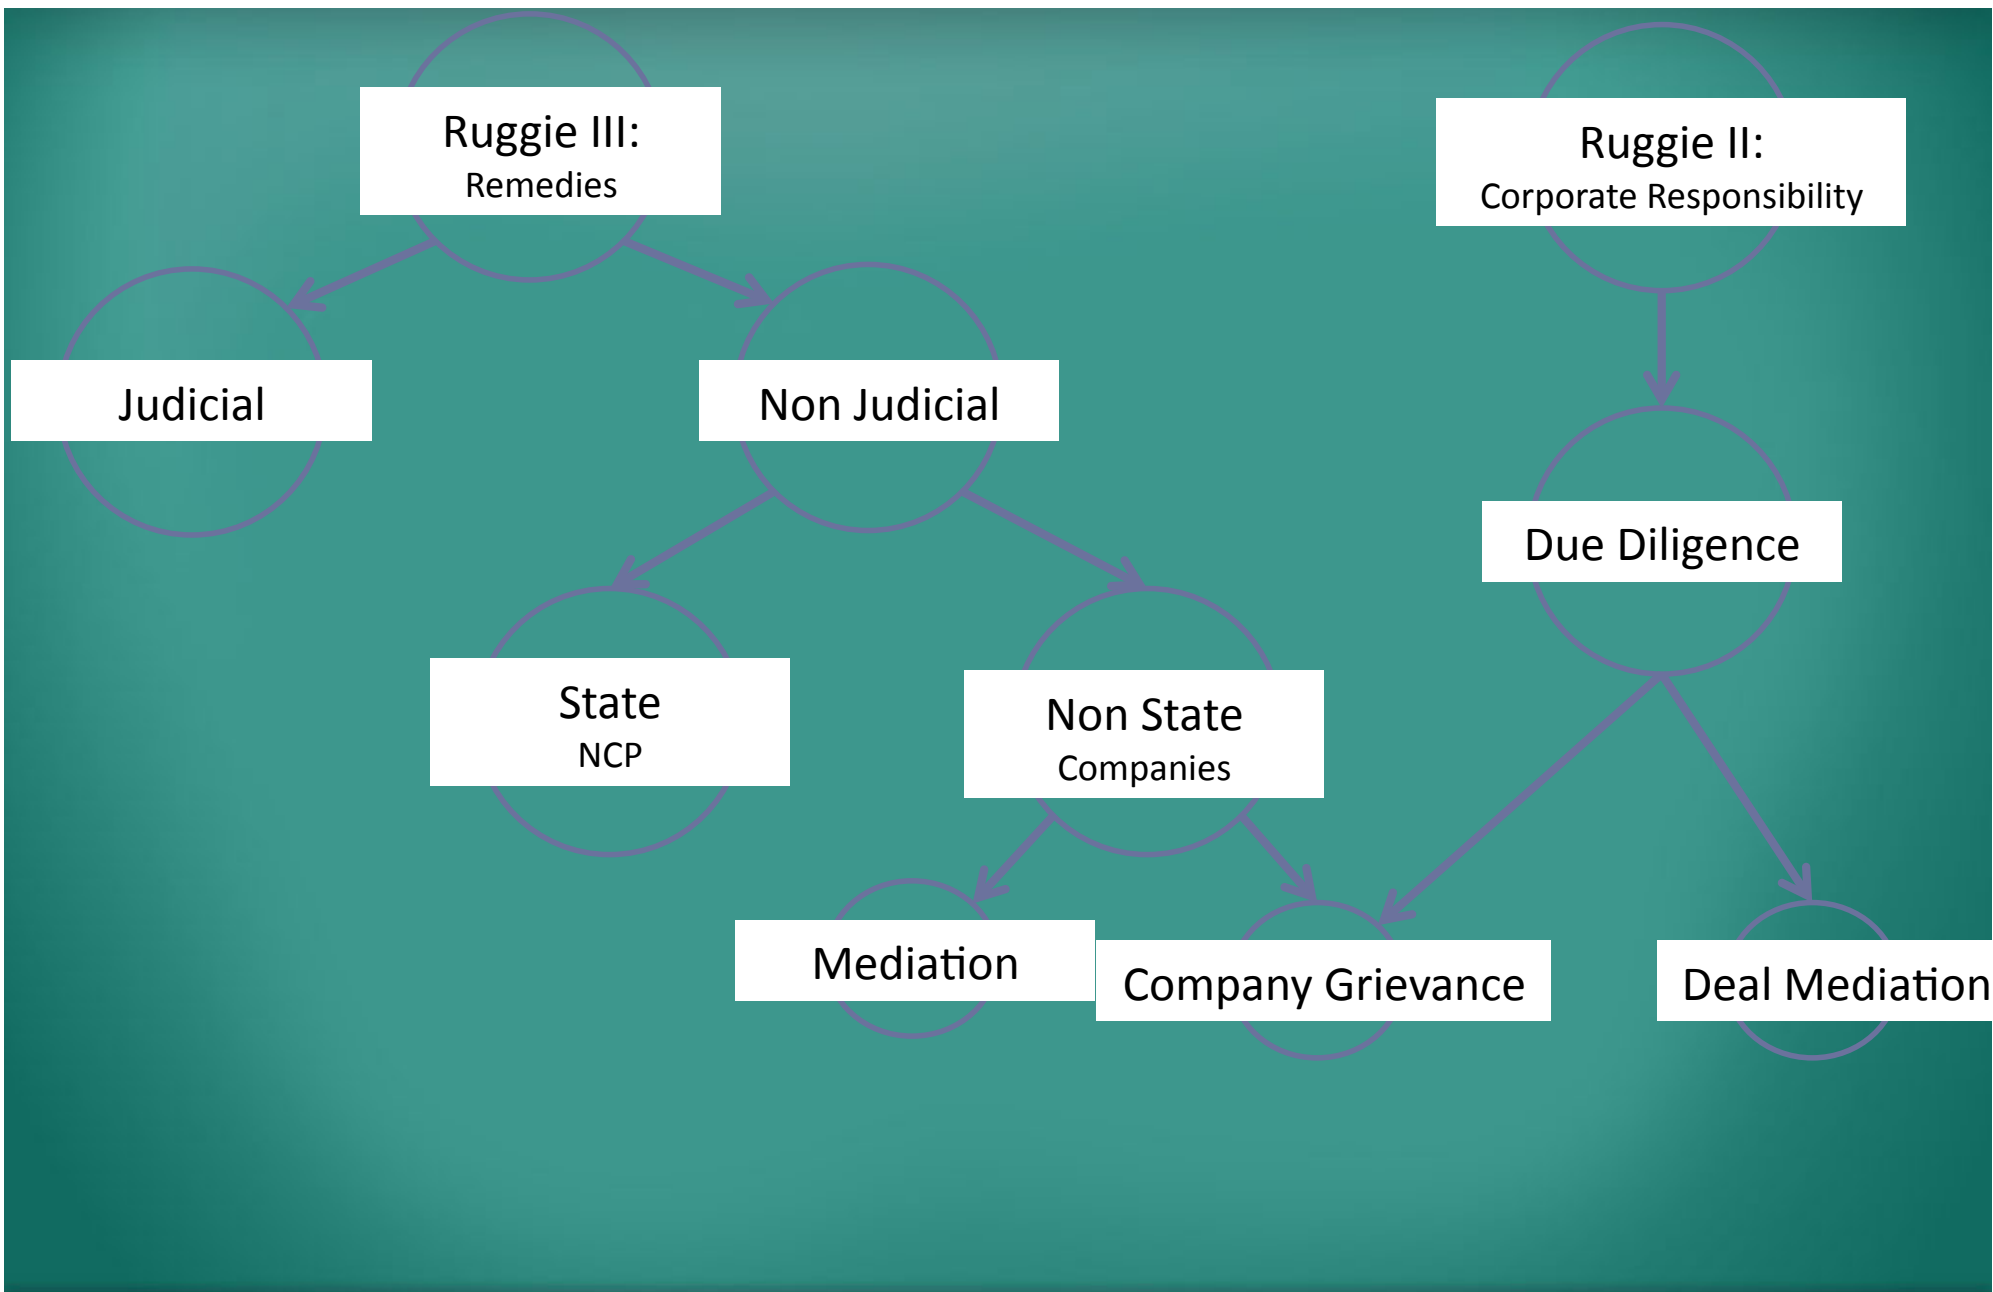 Ruggie III:
Remedies
Ruggie II:
Corporate Responsibility
Judicial
Non Judicial
Due Diligence
State
NCP
Non State
Companies
Mediation
Company Grievance
Deal Mediation